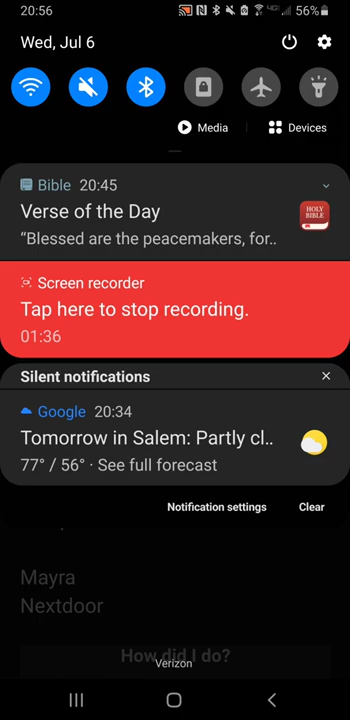 20:56
4G
56%
Wed, Jul 6
Media
Devices
Bible 20:45
Verse of the Day
“Blessed are the peacemakers, for..
HOLY
BIBLE
Screen recorder
Tap here to stop recording.
01:36
Silent notifications
Google 20:34
Tomorrow in Salem: Partly cl..
77° / 56° · See full forecast
Notification settings
Clear
Mayra
Nextdoor
How did I do?
Verizon